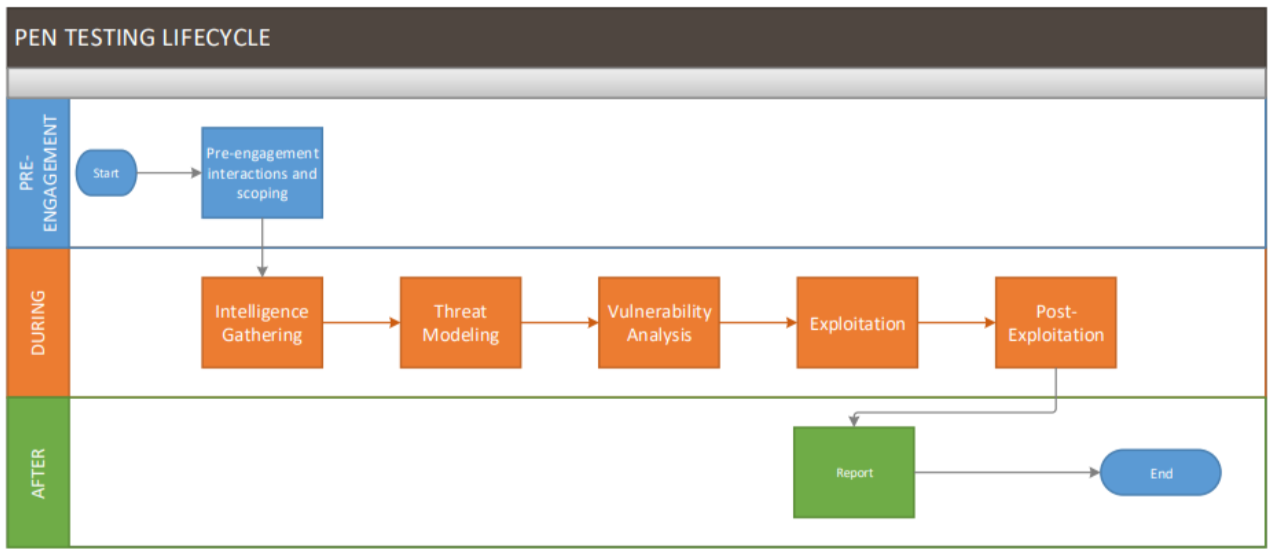 PEN TESTING LIFECYCLE
PRE-
ENGAGEMENT
Start
Pre-engagement
interactions and
scoping
DURING
Intelligence
Gathering
Threat
Modeling
Vulnerability
Analysis
Exploitation
Post-
Exploitation
AFTER
Report
End